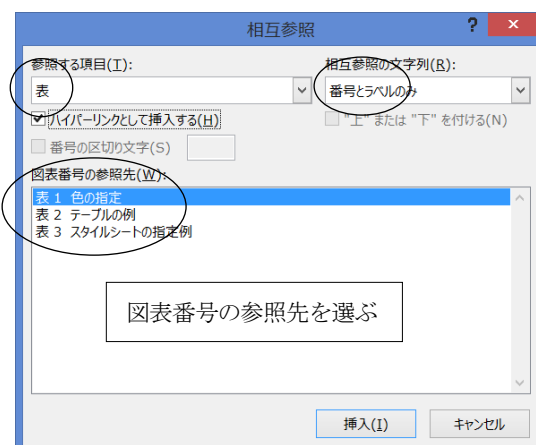 相互参照
? ×
参照する項目(T):
相互参照の文字列(R):
表
番号とラベルのみ
ハイパーリンクとして挿入する(H)
"上" または "下" を付ける(N)
番号の区切り文字(S)
図表番号の参照先(W):
表 1 色の指定
表 2 テーブルの例
表 3 スタイルシートの指定例
図表番号の参照先を選ぶ
挿入(I)
キャンセル